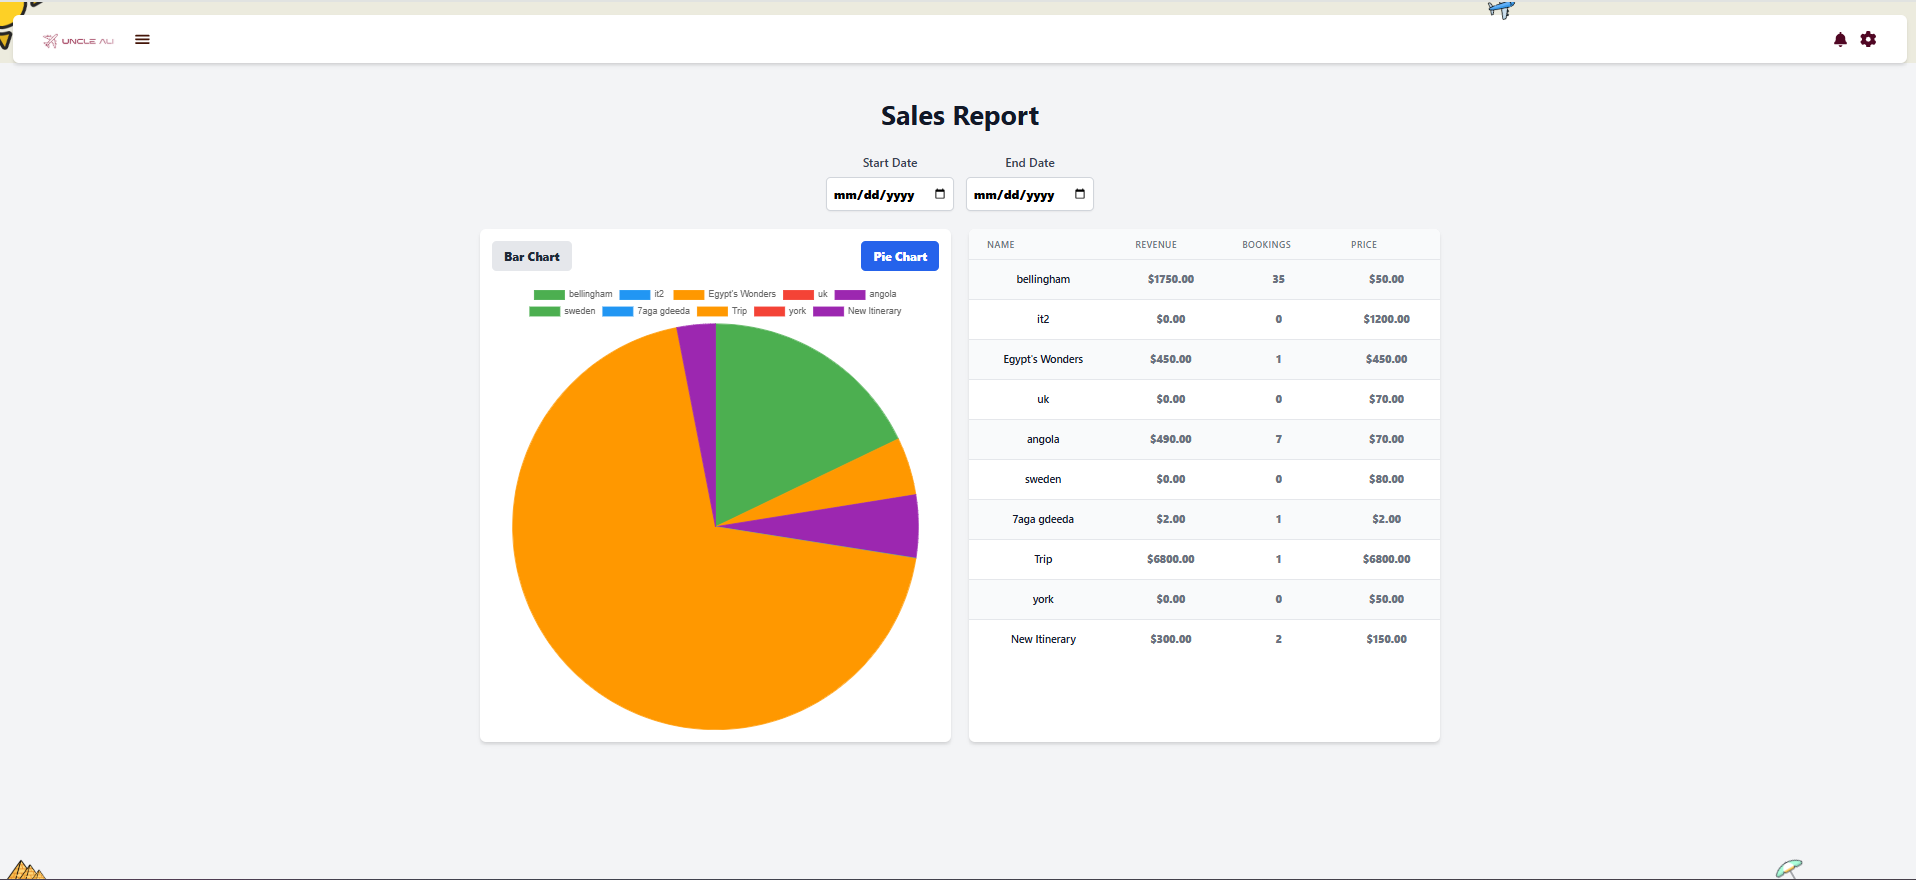 UNCLE ALI
Sales Report
Start Date End Date
mm/dd/yyyy mm/dd/yyyy
Bar Chart Pie Chart
bellingham it2 Egypt's Wonders uk angola
sweden 7aga gdeeda Trip york New Itinerary
NAME REVENUE BOOKINGS PRICE
bellingham $1750.00 35 $50.00
it2 $0.00 0 $1200.00
Egypt's Wonders $450.00 1 $450.00
uk $0.00 0 $70.00
angola $490.00 7 $70.00
sweden $0.00 0 $80.00
7aga gdeeda $2.00 1 $2.00
Trip $6800.00 1 $6800.00
york $0.00 0 $50.00
New Itinerary $300.00 2 $150.00